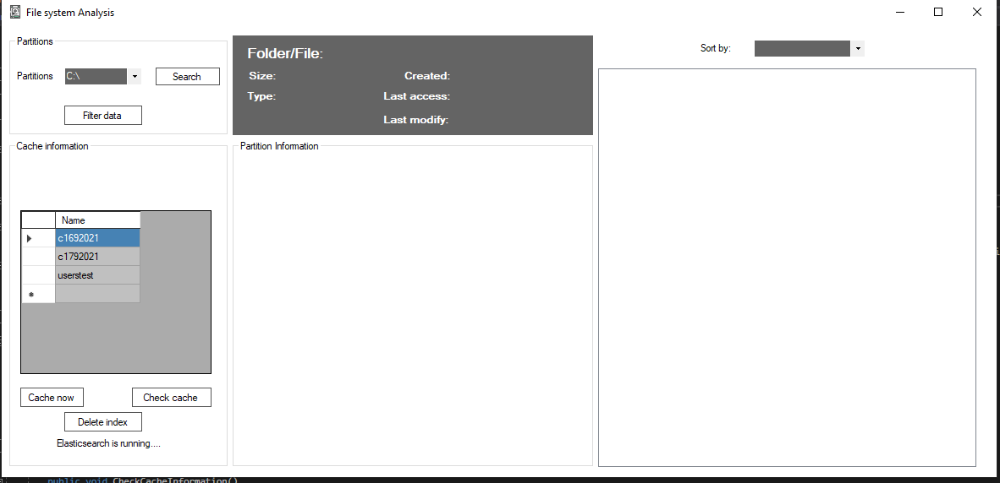 File system Analysis
Partitions
Partitions C:\ Search
Filter data
Folder/File:
Size: Created:
Type: Last access:
Last modify:
Sort by:
Cache information
Name
c1692021
c1792021
userstest
Cache now Check cache
Delete index
Elasticsearch is running....
Partition Information
public void CheckCacheInformation()